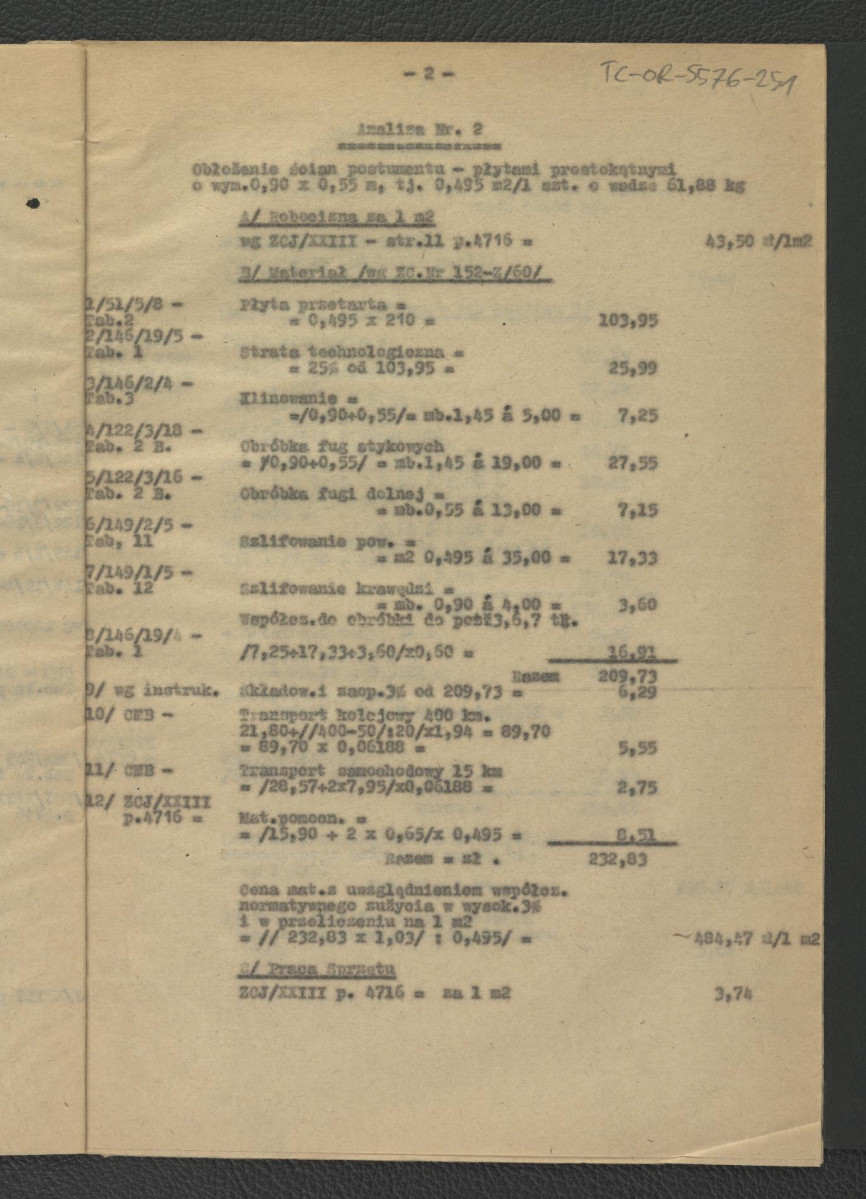 - 2 -
TC-OR-5576-251
Analiza Nr. 2
Obłożenie ścian postumentu - płytami prostokątnymi
o wym.0,90 x 0,55 m, tj. 0,495 m2/1 szt. o wadze 61,88 kg
A/ Robocizna za 1 m2
wg ZCJ/XXIII - str.11 p.4716 = 43,50 zł/1m2
B/ Materiał /wg ZC.Nr 152-Z/60/
1/51/5/8 - Płyta przetarta =
Tab.2 = 0,495 x 210 = 103,95
2/146/19/5 -
Tab. 1 Strata technologiczna =
= 25% od 103,95 = 25,99
3/146/2/4 -
Tab.3 Klinowanie =
=/0,90+0,55/= mb.1,45 á 5,00 = 7,25
4/122/3/18 -
Tab. 2 B. Obróbka fug stykowych
= /0,90+0,55/ = mb.1,45 á 19,00 = 27,55
5/122/3/16 -
Tab. 2 B. Obróbka fugi dolnej =
= mb.0,55 á 13,00 = 7,15
6/149/2/5 -
Tab, 11 Szlifowanie pow. =
= m2 0,495 á 35,00 = 17,33
7/149/1/5 -
Tab. 12 Szlifowanie krawędzi =
= mb. 0,90 á 4,00 = 3,60
Współcz.do obróbki do poz 3,6,7 tg.
8/146/19/4 -
Tab. 1 /7,25+17,33+3,60/x0,60 = 16,91
Razem 209,73
9/ wg instruk. Składow.i zaop.3% od 209,73 = 6,29
10/ CNB - Transport kolejowy 400 km.
21,80+//400-50/:20/x1,94 = 89,70
= 89,70 x 0,06188 = 5,55
11/ CNB - Transport samochodowy 15 km
= /28,57+2x7,95/x0,06188 = 2,75
12/ ZCJ/XXIII
p.4716 = Mat.pomocn. =
= /15,90 + 2 x 0,65/x 0,495 = 8,51
Razem = zł . 232,83
Cena mat.z uwzględnieniem współcz.
normatywnego zużycia w wysok.3%
i w przeliczeniu na 1 m2
= // 232,83 x 1,03/ : 0,495/ = 484,47 zł/1 m2
C/ Praca Sprzętu
ZCJ/XXIII p. 4716 = za 1 m2 3,74